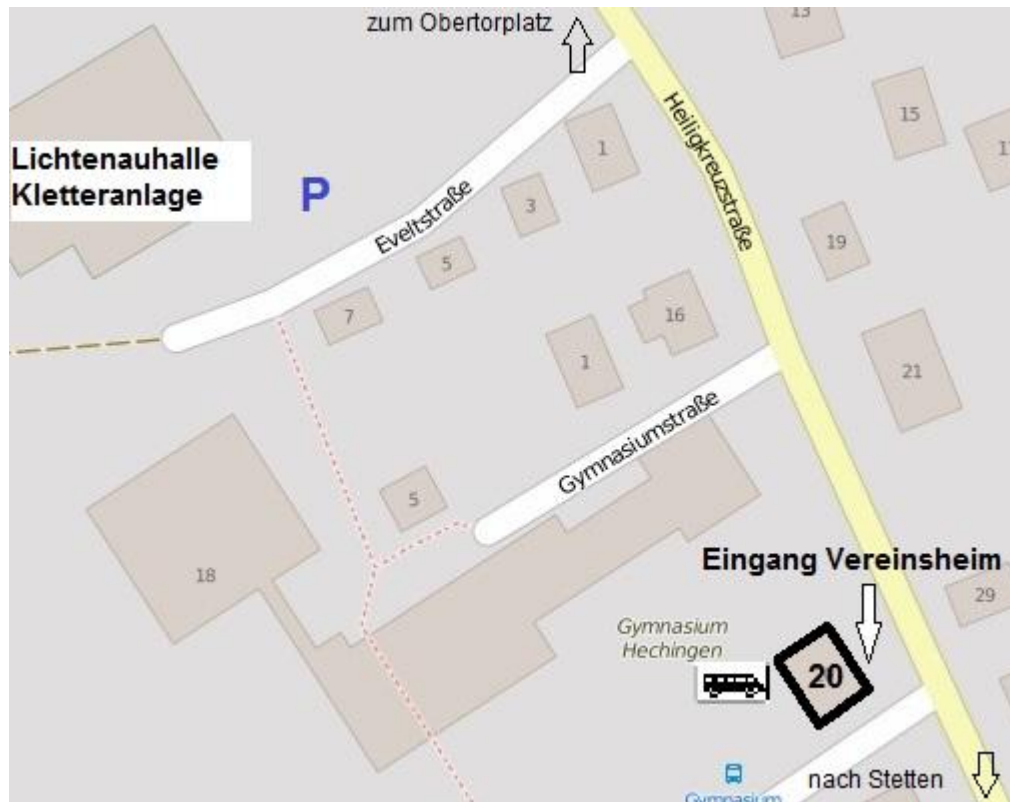 zum Obertorplatz
13
Heiligkreuzstraße
15
Lichtenauhalle
Kletteranlage
P
1
Eveltstraße
3
19
5
7
16
1
21
Gymnasiumstraße
5
18
Eingang Vereinsheim
29
Gymnasium
Hechingen
20
nach Stetten
Gymnasium